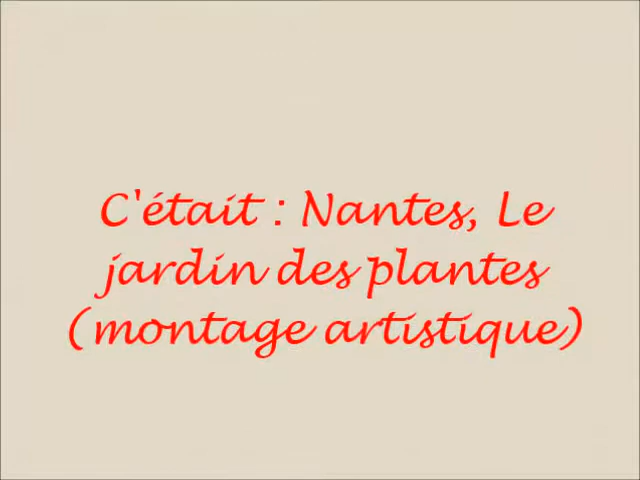 C'était : Nantes, Le
jardin des plantes
(montage artistique)